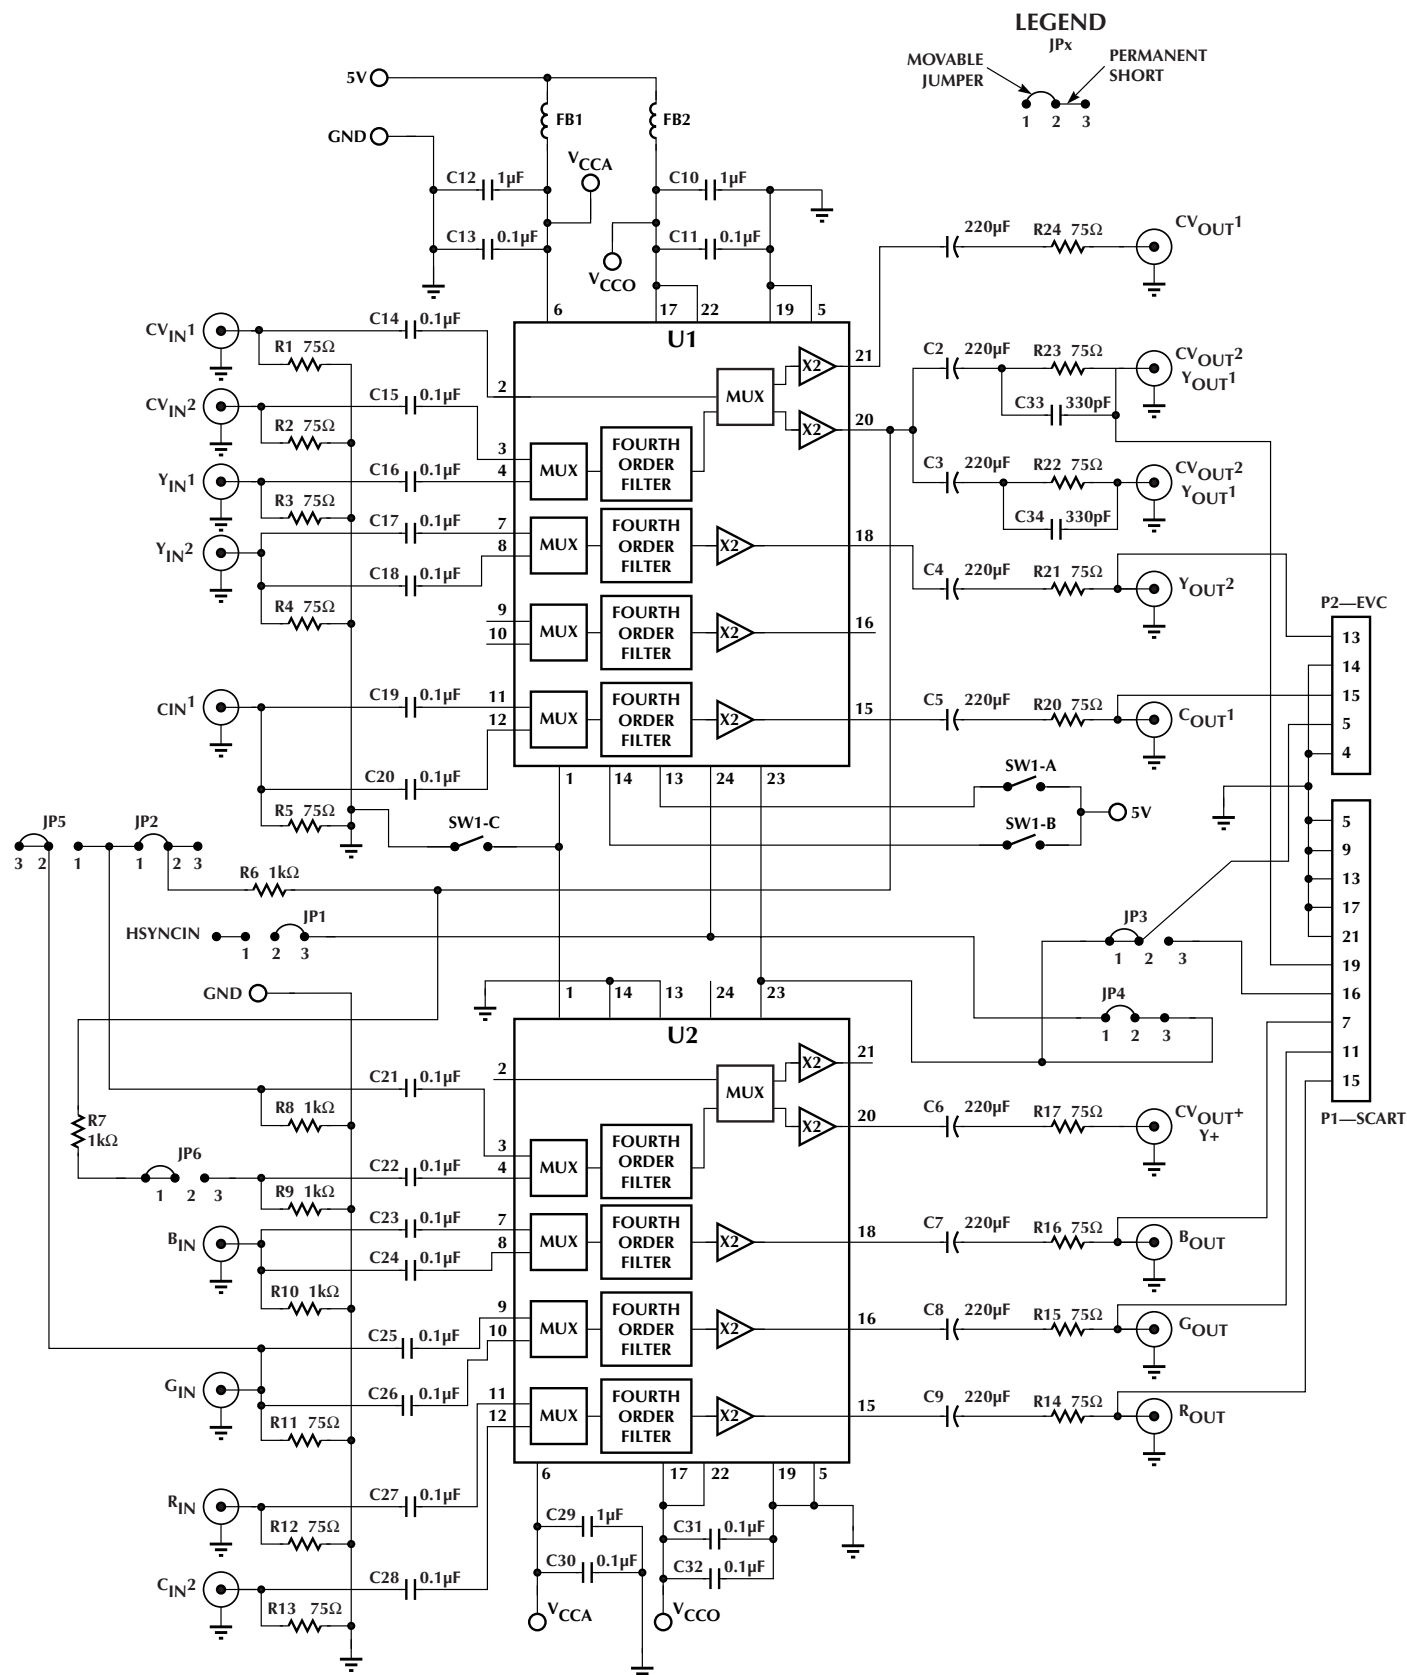 LEGEND
JPx
MOVABLE JUMPER
PERMANENT SHORT
1 2 3
5V
GND
FB1
FB2
VCCA
VCCO
C12 1µF
C13 0.1µF
C10 1µF
C11 0.1µF
6 17 22 19 5
U1
CVIN1
R1 75Ω
C14 0.1µF
2
CVIN2
R2 75Ω
C15 0.1µF
3
YIN1
R3 75Ω
C16 0.1µF
4
YIN2
R4 75Ω
C17 0.1µF
7
C18 0.1µF
8
9
10
CIN1
C19 0.1µF
11
12
C20 0.1µF
R5 75Ω
MUX
X2
21
X2
20
MUX
FOURTH ORDER FILTER
MUX
FOURTH ORDER FILTER
X2
18
MUX
FOURTH ORDER FILTER
X2
16
MUX
FOURTH ORDER FILTER
X2
15
1 14 13 24 23
220µF R24 75Ω
CVOUT1
C2 220µF R23 75Ω
C33 330pF
CVOUT2
YOUT1
C3 220µF R22 75Ω
C34 330pF
CVOUT2
YOUT1
C4 220µF R21 75Ω
YOUT2
C5 220µF R20 75Ω
COUT1
P2—EVC
13
14
15
5
4
SW1-A
SW1-B
5V
SW1-C
JP5
3 2 1
JP2
1 2 3
R6 1kΩ
HSYNCIN
JP1
1 2 3
GND
JP3
1 2 3
JP4
1 2 3
5
9
13
17
21
19
16
7
11
15
P1—SCART
1 14 13 24 23
U2
2
C21 0.1µF
R8 1kΩ
3
R7 1kΩ
JP6
1 2 3
C22 0.1µF
4
R9 1kΩ
BIN
C23 0.1µF
7
C24 0.1µF
8
R10 1kΩ
C25 0.1µF
9
10
GIN
C26 0.1µF
11
12
R11 75Ω
RIN
C27 0.1µF
R12 75Ω
CIN2
C28 0.1µF
R13 75Ω
MUX
X2
21
X2
20
MUX
FOURTH ORDER FILTER
MUX
FOURTH ORDER FILTER
X2
18
MUX
FOURTH ORDER FILTER
X2
16
MUX
FOURTH ORDER FILTER
X2
15
C6 220µF R17 75Ω
CVOUT+
Y+
C7 220µF R16 75Ω
BOUT
C8 220µF R15 75Ω
GOUT
C9 220µF R14 75Ω
ROUT
6 17 22 19 5
C29 1µF
C30 0.1µF
C31 0.1µF
C32 0.1µF
VCCA
VCCO